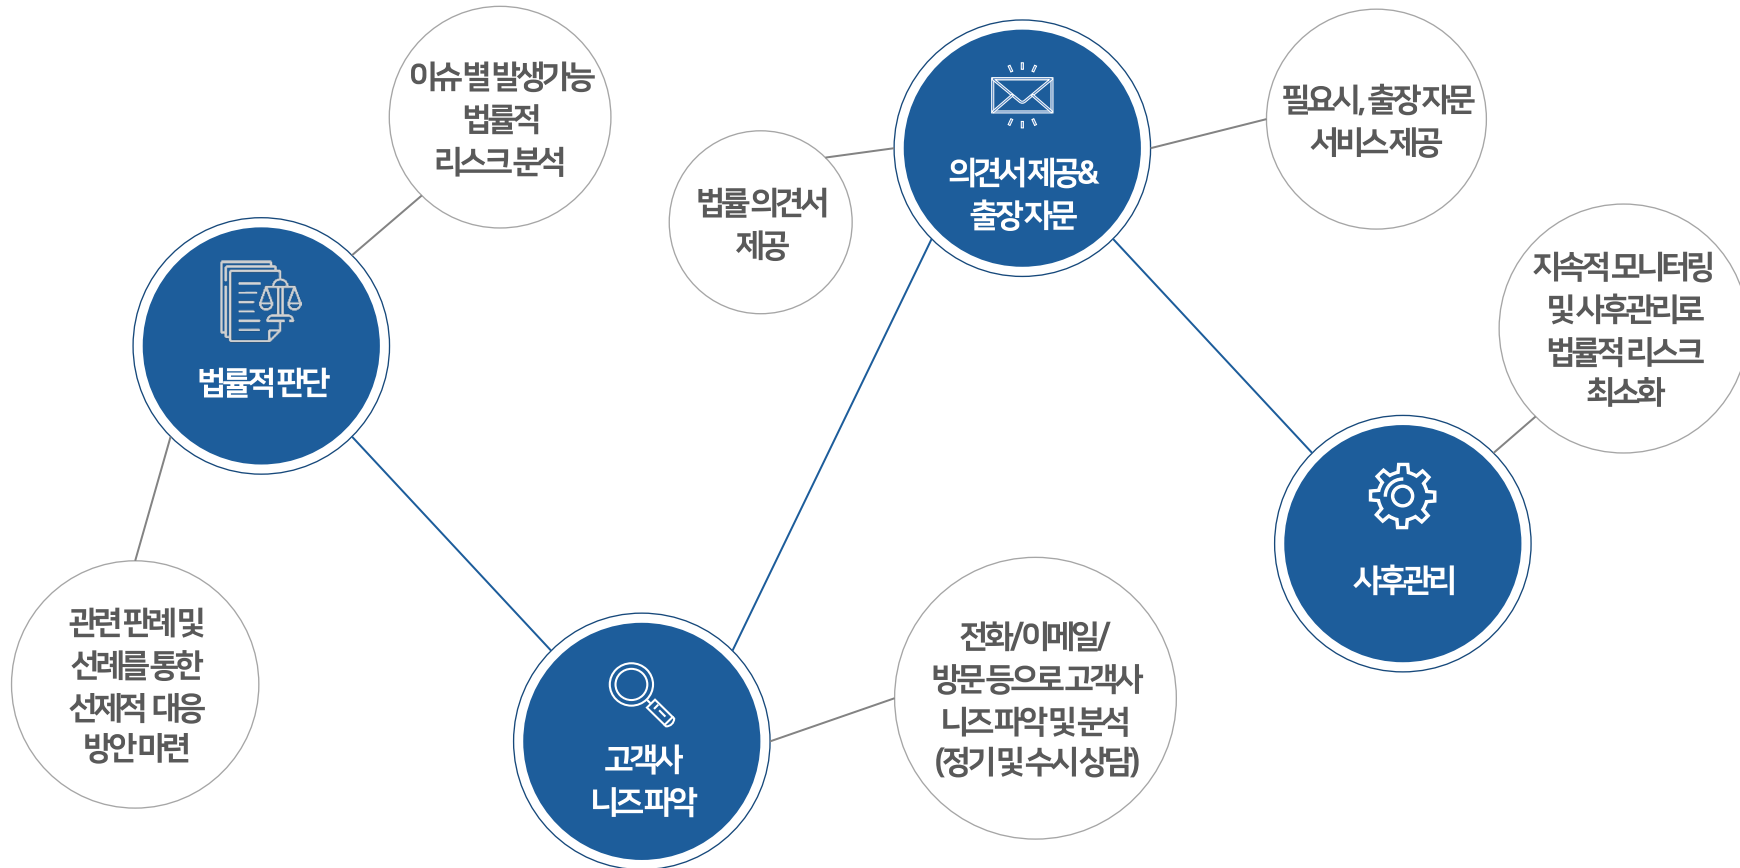 이슈 별 발생가능
법률적
리스크 분석
법률적 판단
관련 판례 및
선례를 통한
선제적 대응
방안 마련
고객사
니즈 파악
전화/이메일/
방문 등으로 고객사
니즈 파악 및 분석
(정기 및 수시 상담)
법률 의견서
제공
의견서 제공&
출장 자문
필요시, 출장 자문
서비스 제공
지속적 모니터링
및 사후관리로
법률적 리스크
최소화
사후관리